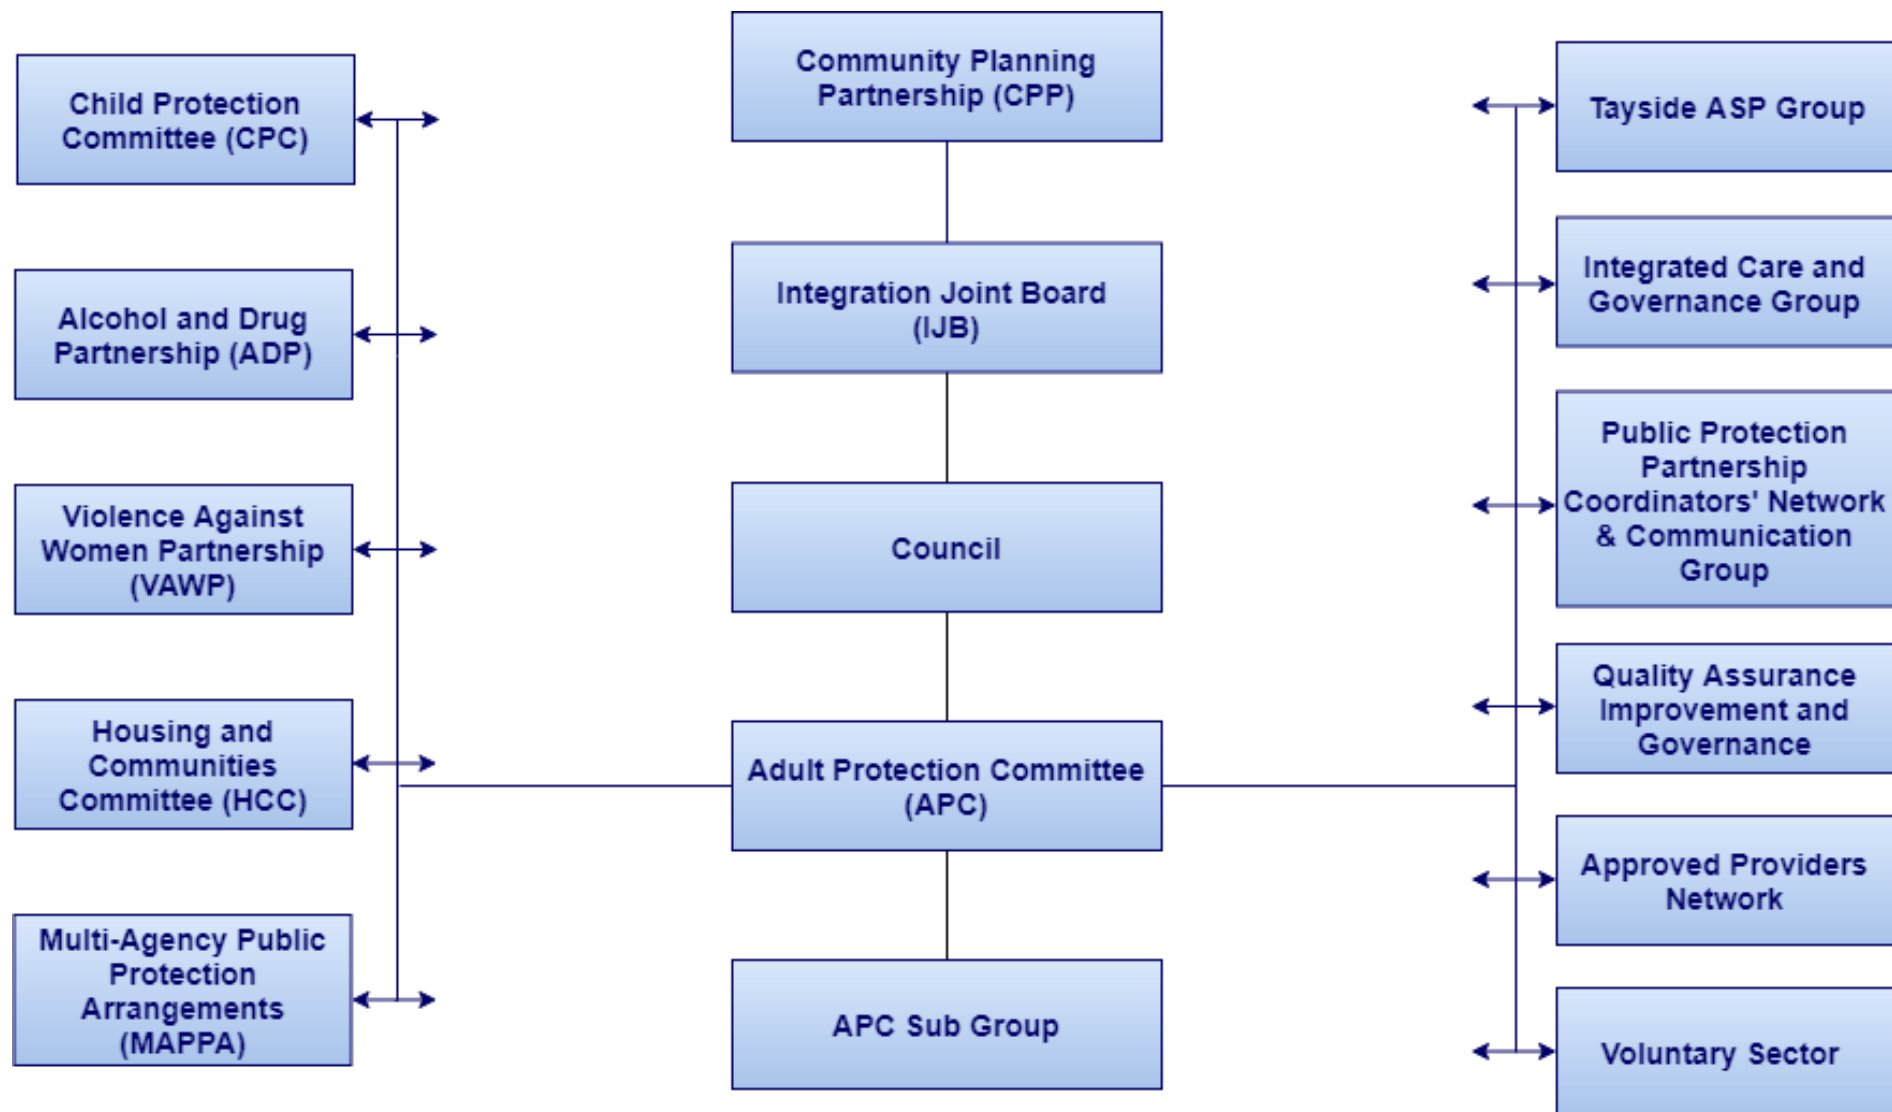 Child Protection
Committee (CPC)
Alcohol and Drug
Partnership (ADP)
Violence Against
Women Partnership
(VAWP)
Housing and
Communities
Committee (HCC)
Multi-Agency Public
Protection
Arrangements
(MAPPA)
Community Planning
Partnership (CPP)
Integration Joint Board
(IJB)
Council
Adult Protection Committee
(APC)
APC Sub Group
Tayside ASP Group
Integrated Care and
Governance Group
Public Protection
Partnership
Coordinators' Network
& Communication
Group
Quality Assurance
Improvement and
Governance
Approved Providers
Network
Voluntary Sector